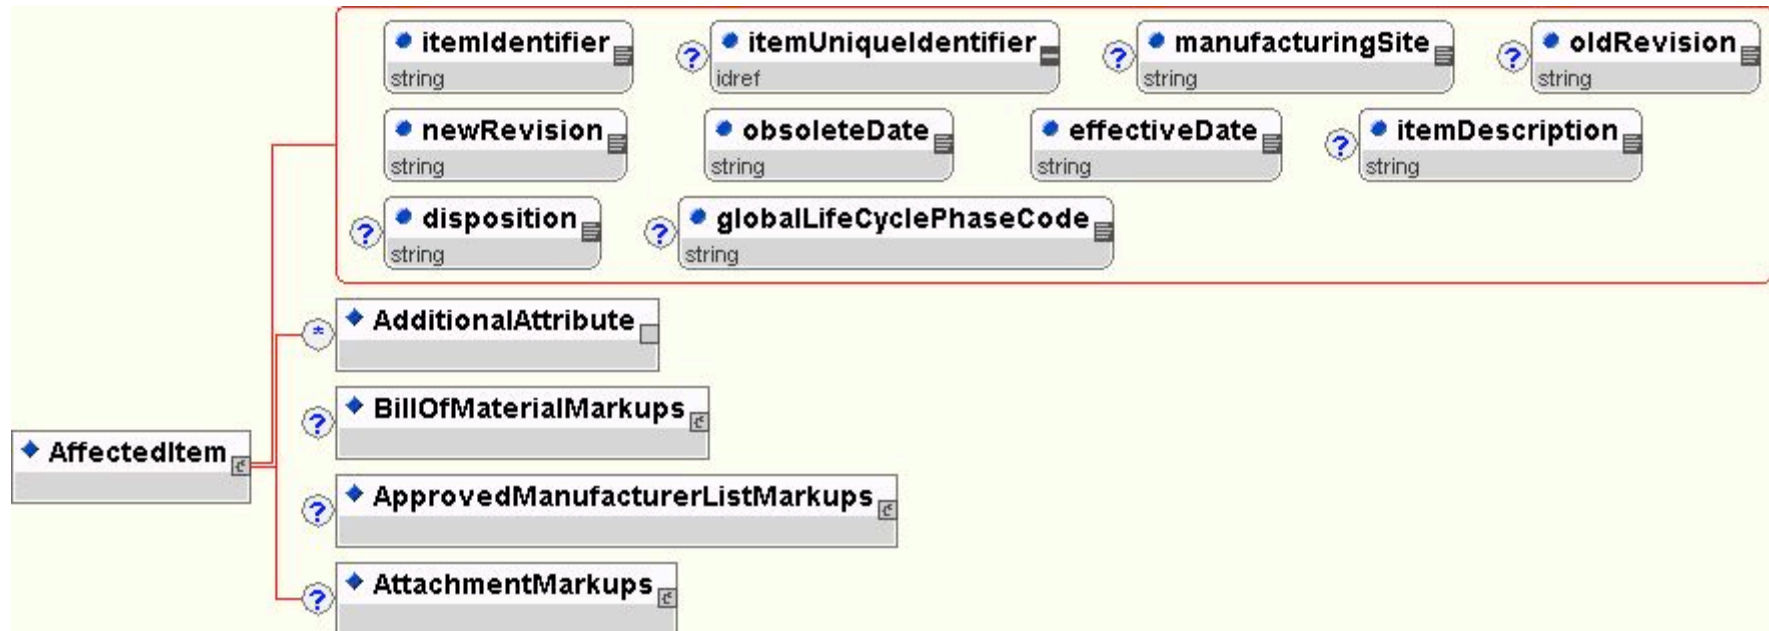 itemIdentifier ? itemUniqueIdentifier ? manufacturingSite ? oldRevision
string idref string string
newRevision obsoleteDate effectiveDate ? itemDescription
string string string string
? disposition ? globalLifeCyclePhaseCode
string string
* AdditionalAttribute
? BillOfMaterialMarkups
AffectedItem
? ApprovedManufacturerListMarkups
? AttachmentMarkups